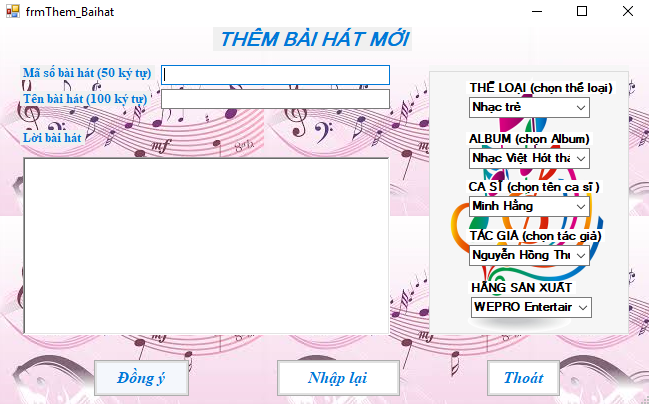 frmThem_Baihat
THÊM BÀI HÁT MỚI
Mã số bài hát (50 ký tự)
Tên bài hát (100 ký tự)
Lời bài hát
THỂ LOẠI (chọn thể loại)
Nhạc trẻ
ALBUM (chọn Album)
Nhạc Việt Hót thá
CA SĨ (chọn tên ca sĩ )
Minh Hằng
TÁC GIẢ (chọn tác giả)
Nguyễn Hồng Thu
HÃNG SẢN XUẤT
WEPRO Entertain
Đồng ý
Nhập lại
Thoát